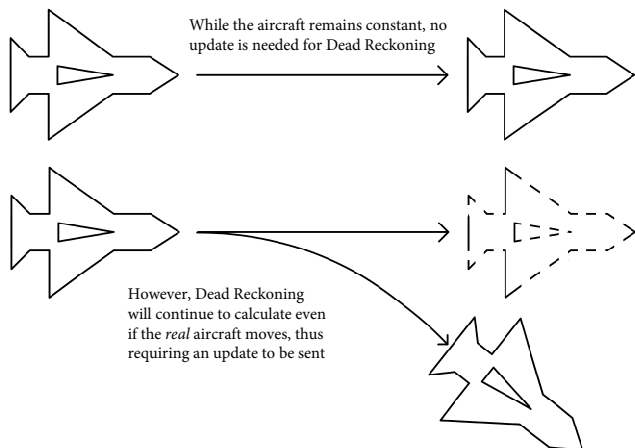 While the aircraft remains constant, no
update is needed for Dead Reckoning
However, Dead Reckoning
will continue to calculate even
if the real aircraft moves, thus
requiring an update to be sent